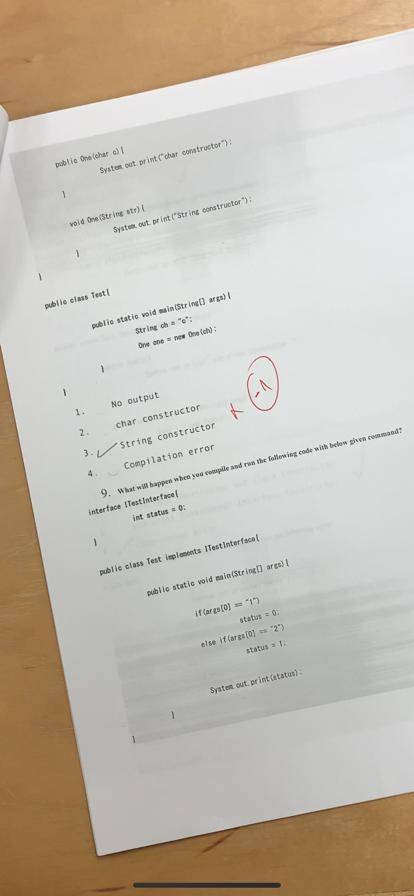 public One(char c){
System.out.print("char constructor");
}
void One(String str){
System.out.print("String constructor");
}
}
public class Test{
public static void main(String[] args){
String ch = "c";
One one = new One(ch);
}
}
1. No output
2. char constructor
3. String constructor
4. Compilation error
-1
9. What will happen when you compile and run the following code with below given command?
interface ITestInterface{
int status = 0;
}
public class Test implements ITestInterface{
public static void main(String[] args){
if(args[0] == "1")
status = 0;
else if(args[0] == "2")
status = 1;
System.out.print(status);
}
}